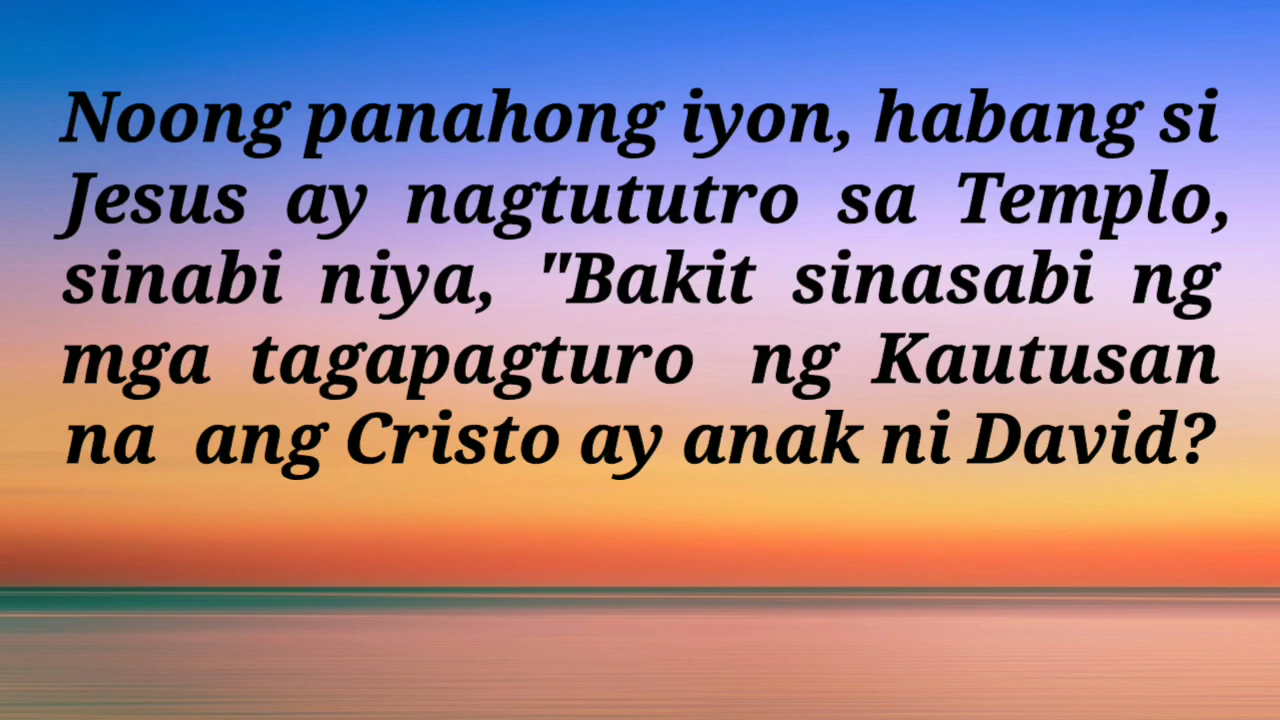 Noong panahong iyon, habang si
Jesus ay nagtututro sa Templo,
sinabi niya, "Bakit sinasabi ng
mga tagapagturo ng Kautusan
na ang Cristo ay anak ni David?